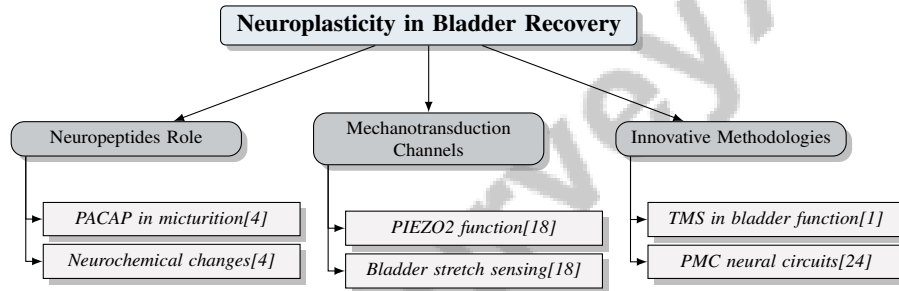 Neuroplasticity in Bladder Recovery
Neuropeptides Role
PACAP in micturition[4]
Neurochemical changes[4]
Mechanotransduction
Channels
PIEZO2 function[18]
Bladder stretch sensing[18]
Innovative Methodologies
TMS in bladder function[1]
PMC neural circuits[24]